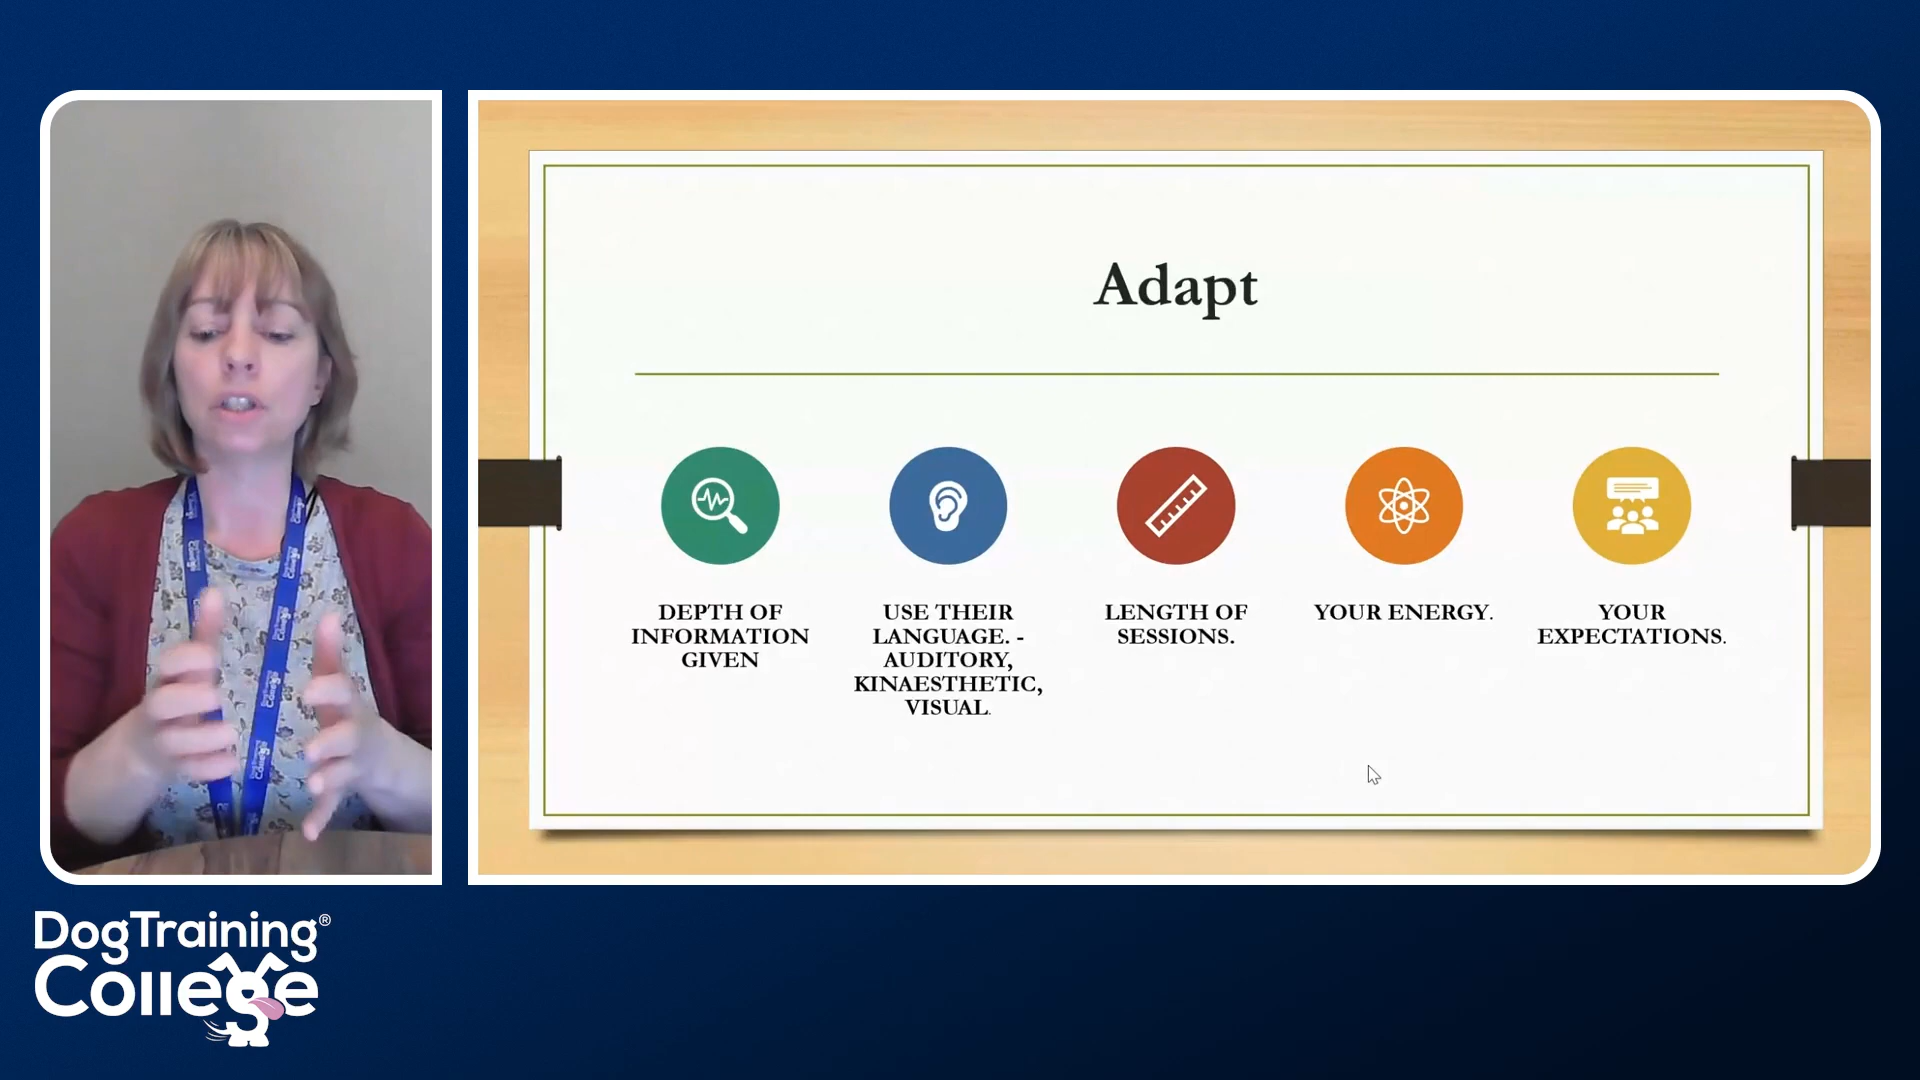 Adapt
DEPTH OF
INFORMATION
GIVEN
USE THEIR
LANGUAGE. -
AUDITORY,
KINAESTHETIC,
VISUAL.
LENGTH OF
SESSIONS.
YOUR ENERGY.
YOUR
EXPECTATIONS.
DogTraining®
College